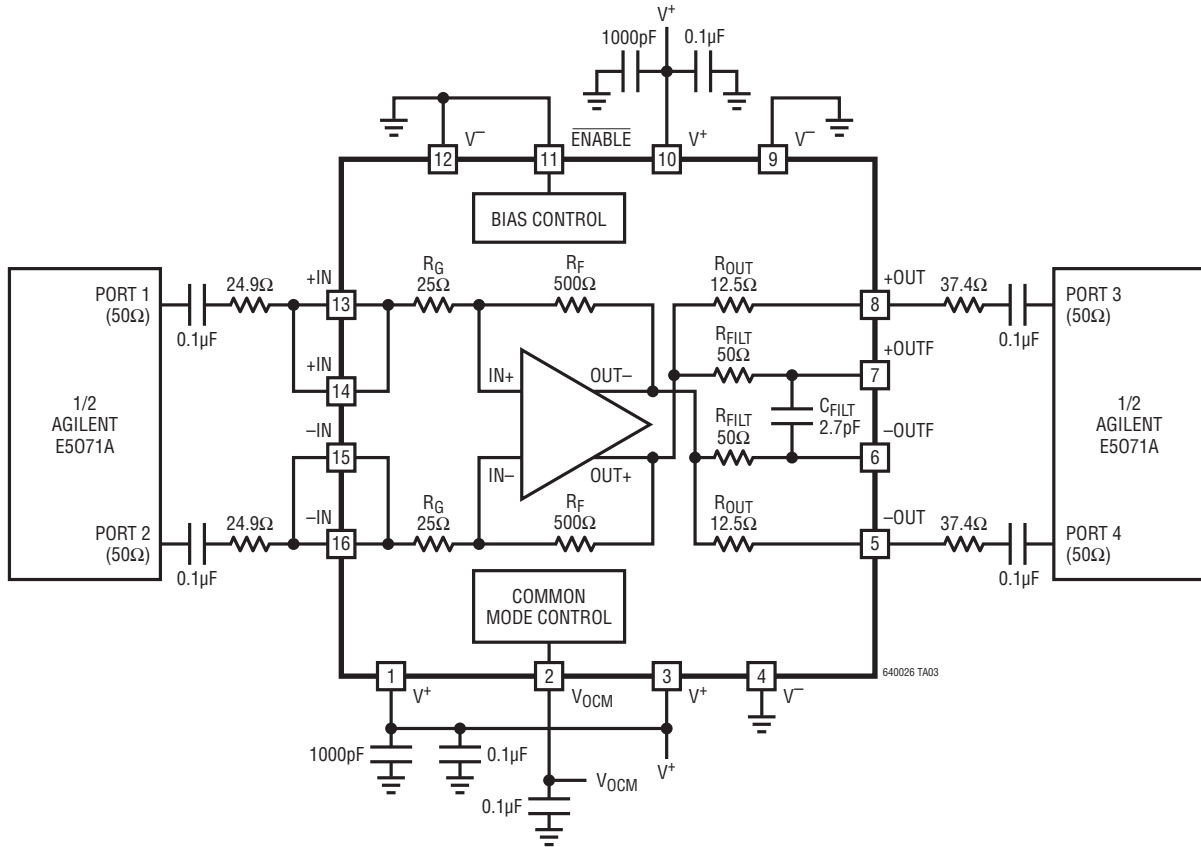 V+
1000pF
0.1µF
V–
ENABLE
V+
V–
12
11
10
9
BIAS CONTROL
1/2
AGILENT
E5O71A
PORT 1
(50Ω)
0.1µF
24.9Ω
+IN
13
+IN
14
–IN
15
–IN
16
PORT 2
(50Ω)
0.1µF
24.9Ω
RG
25Ω
RF
500Ω
IN+
OUT–
IN–
OUT+
RG
25Ω
RF
500Ω
ROUT
12.5Ω
RFILT
50Ω
CFILT
2.7pF
RFILT
50Ω
ROUT
12.5Ω
+OUT
8
+OUTF
7
–OUTF
6
–OUT
5
37.4Ω
0.1µF
37.4Ω
0.1µF
PORT 3
(50Ω)
1/2
AGILENT
E5O71A
PORT 4
(50Ω)
COMMON
MODE CONTROL
1
2
3
4
V+
VOCM
V+
V–
640026 TA03
1000pF
0.1µF
V+
VOCM
0.1µF